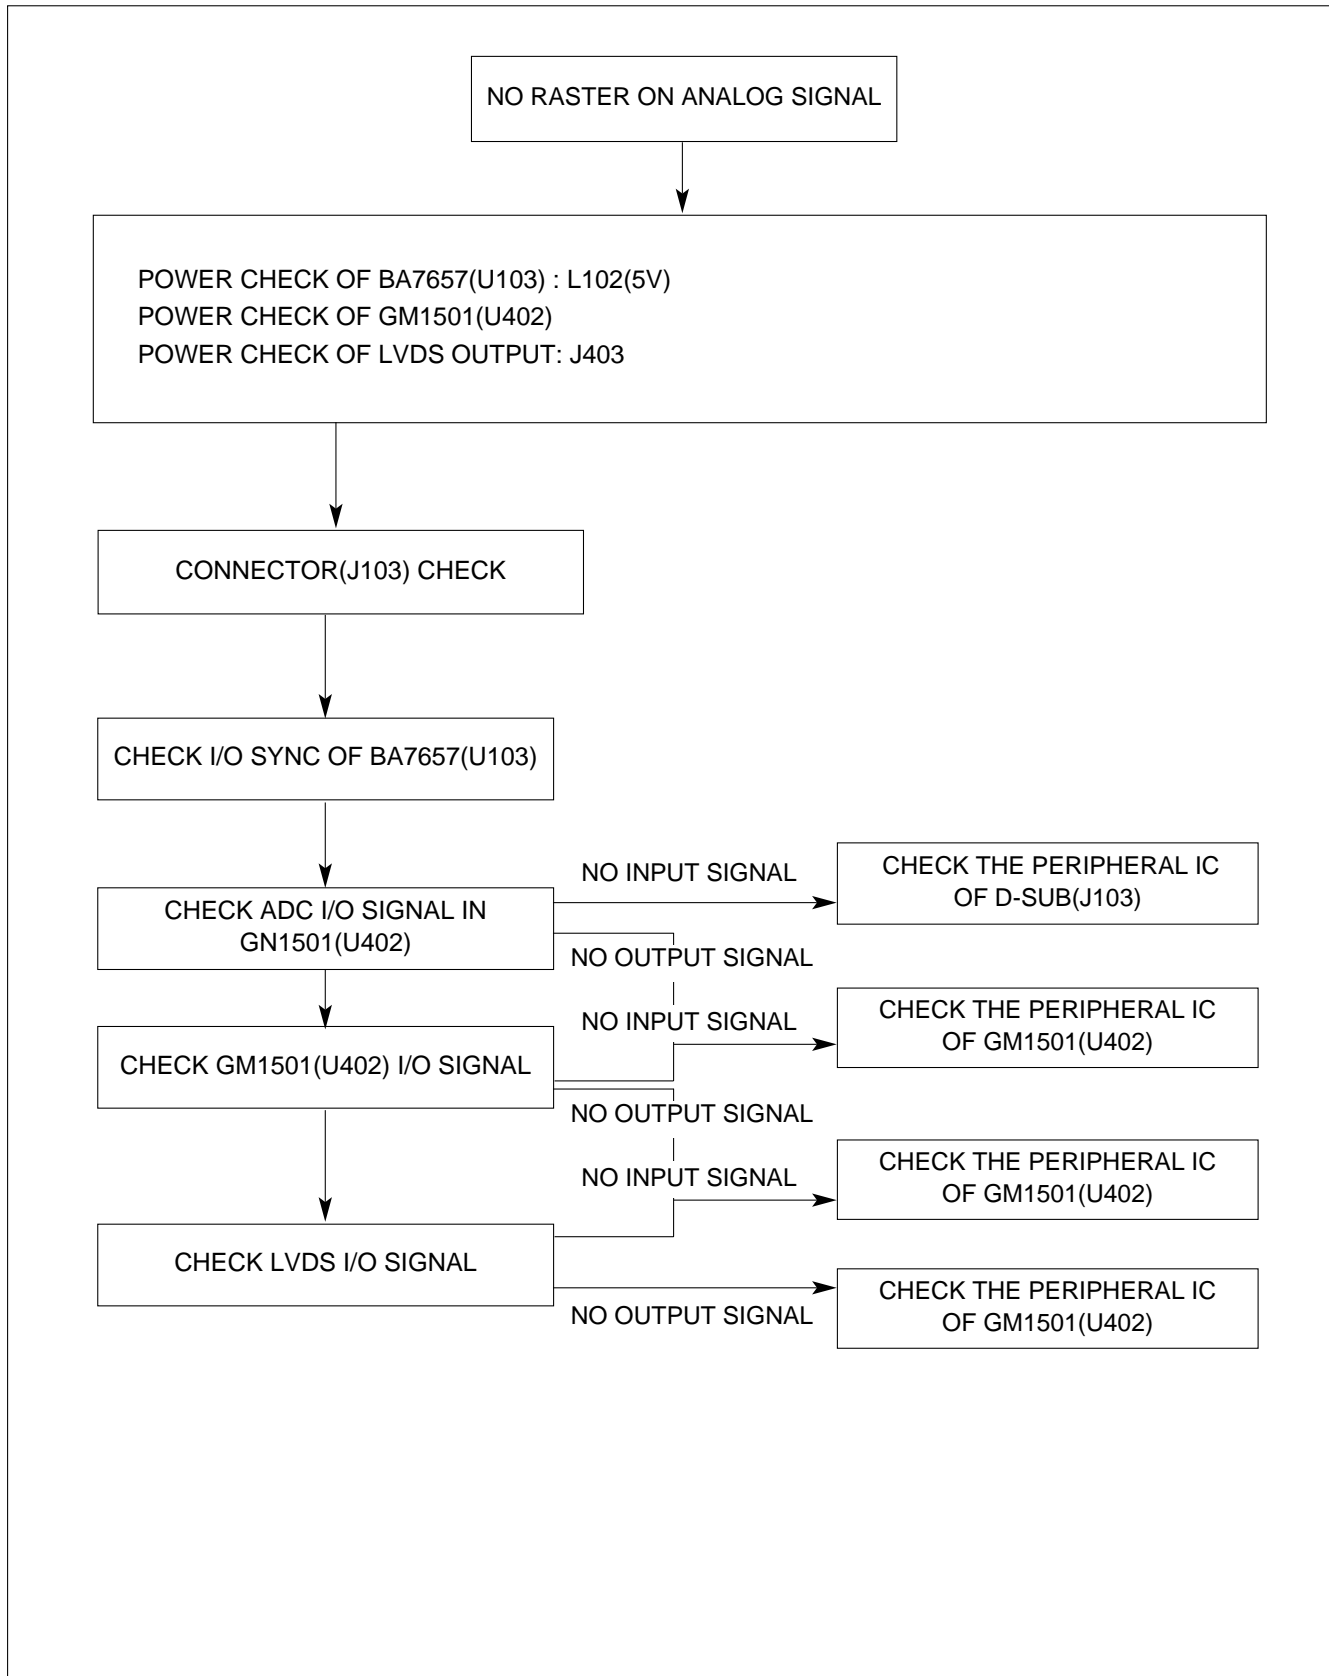 NO RASTER ON ANALOG SIGNAL
POWER CHECK OF BA7657(U103) : L102(5V)
POWER CHECK OF GM1501(U402)
POWER CHECK OF LVDS OUTPUT: J403
CONNECTOR(J103) CHECK
CHECK I/O SYNC OF BA7657(U103)
CHECK ADC I/O SIGNAL IN
GN1501(U402)
NO INPUT SIGNAL
CHECK THE PERIPHERAL IC
OF D-SUB(J103)
NO OUTPUT SIGNAL
NO INPUT SIGNAL
CHECK THE PERIPHERAL IC
OF GM1501(U402)
CHECK GM1501(U402) I/O SIGNAL
NO OUTPUT SIGNAL
NO INPUT SIGNAL
CHECK THE PERIPHERAL IC
OF GM1501(U402)
CHECK LVDS I/O SIGNAL
NO OUTPUT SIGNAL
CHECK THE PERIPHERAL IC
OF GM1501(U402)